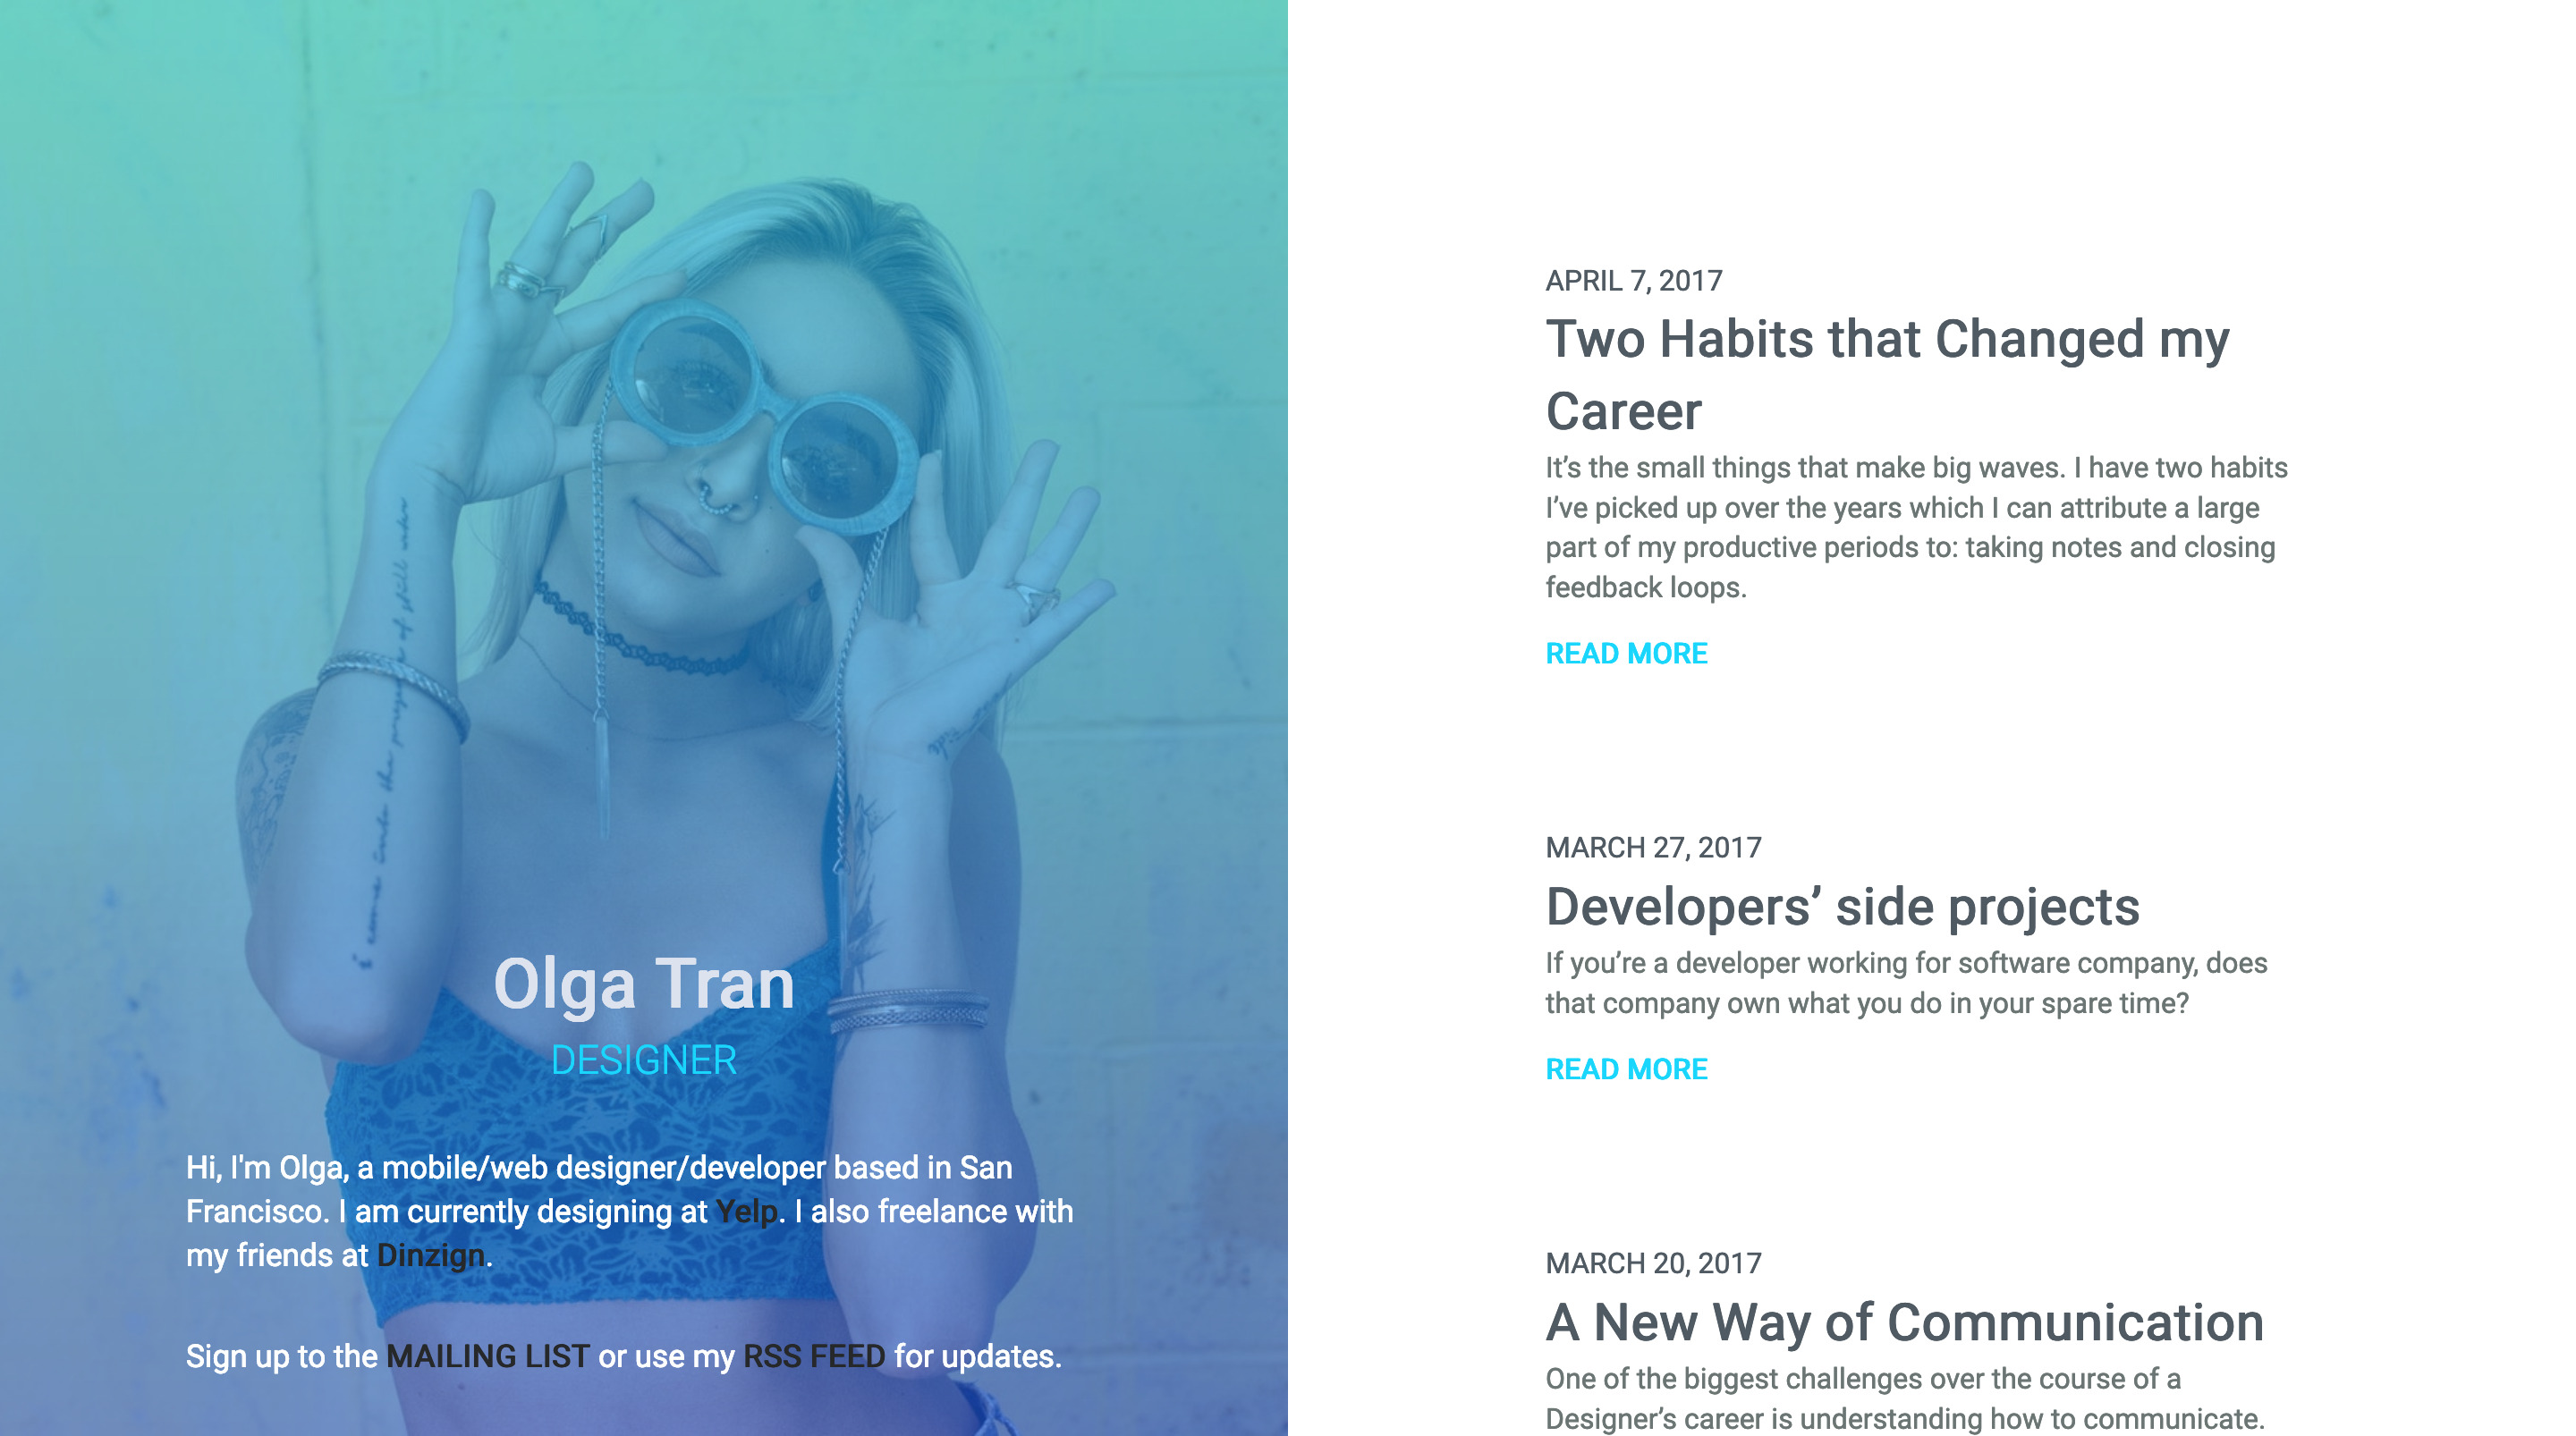 Olga Tran
DESIGNER
Hi, I'm Olga, a mobile/web designer/developer based in San
Francisco. I am currently designing at Yelp. I also freelance with
my friends at Dinzign.
Sign up to the MAILING LIST or use my RSS FEED for updates.
APRIL 7, 2017
Two Habits that Changed my
Career
It’s the small things that make big waves. I have two habits
I’ve picked up over the years which I can attribute a large
part of my productive periods to: taking notes and closing
feedback loops.
READ MORE
MARCH 27, 2017
Developers’ side projects
If you’re a developer working for software company, does
that company own what you do in your spare time?
READ MORE
MARCH 20, 2017
A New Way of Communication
One of the biggest challenges over the course of a
Designer’s career is understanding how to communicate.